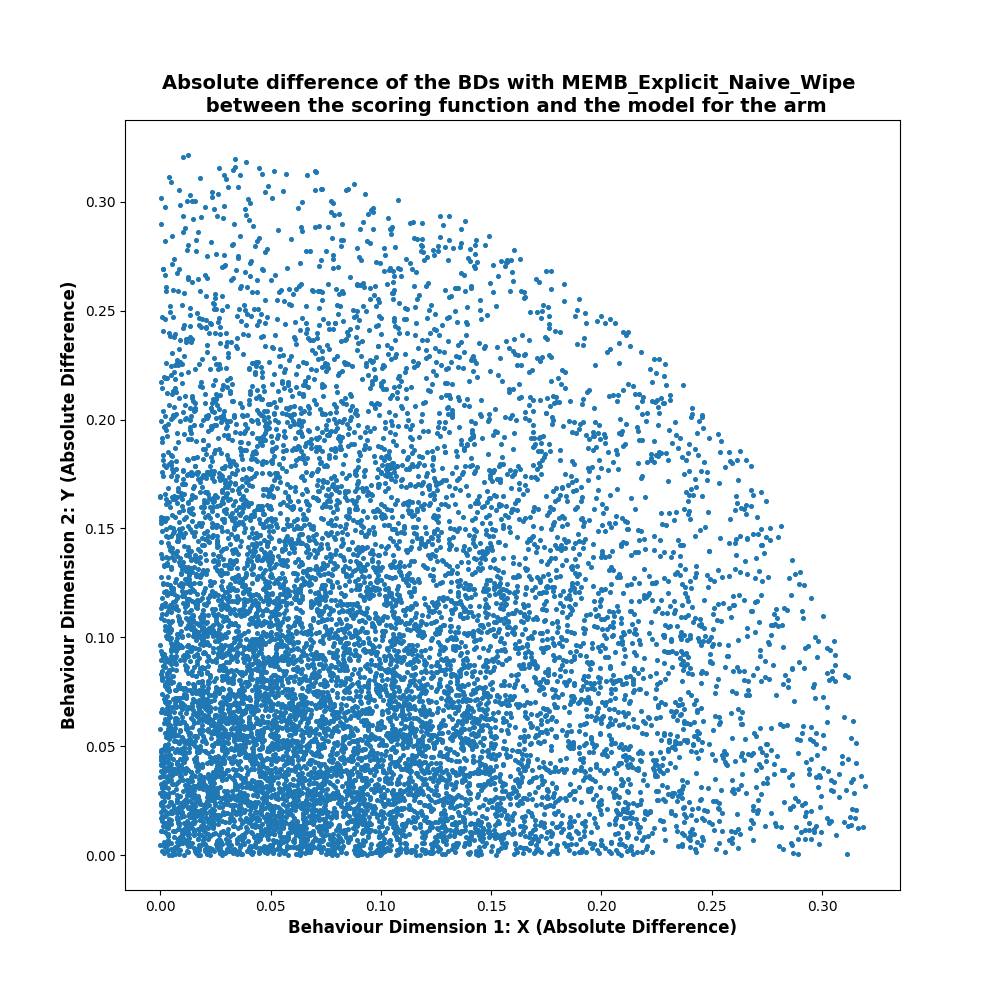 Absolute difference of the BDs with MEMB_Explicit_Naive_Wipe
between the scoring function and the model for the arm
0.30
0.25
0.20
0.15
0.10
0.05
0.00
Behaviour Dimension 2: Y (Absolute Difference)
0.00 0.05 0.10 0.15 0.20 0.25 0.30
Behaviour Dimension 1: X (Absolute Difference)